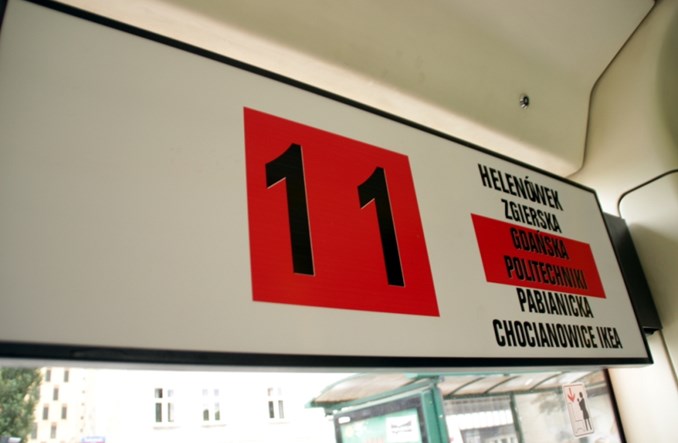 11
HELENÓWEK
ZGIERSKA
GDAŃSKA
POLITECHNIKI
PABIANICKA
CHOCIANOWICE IKEA